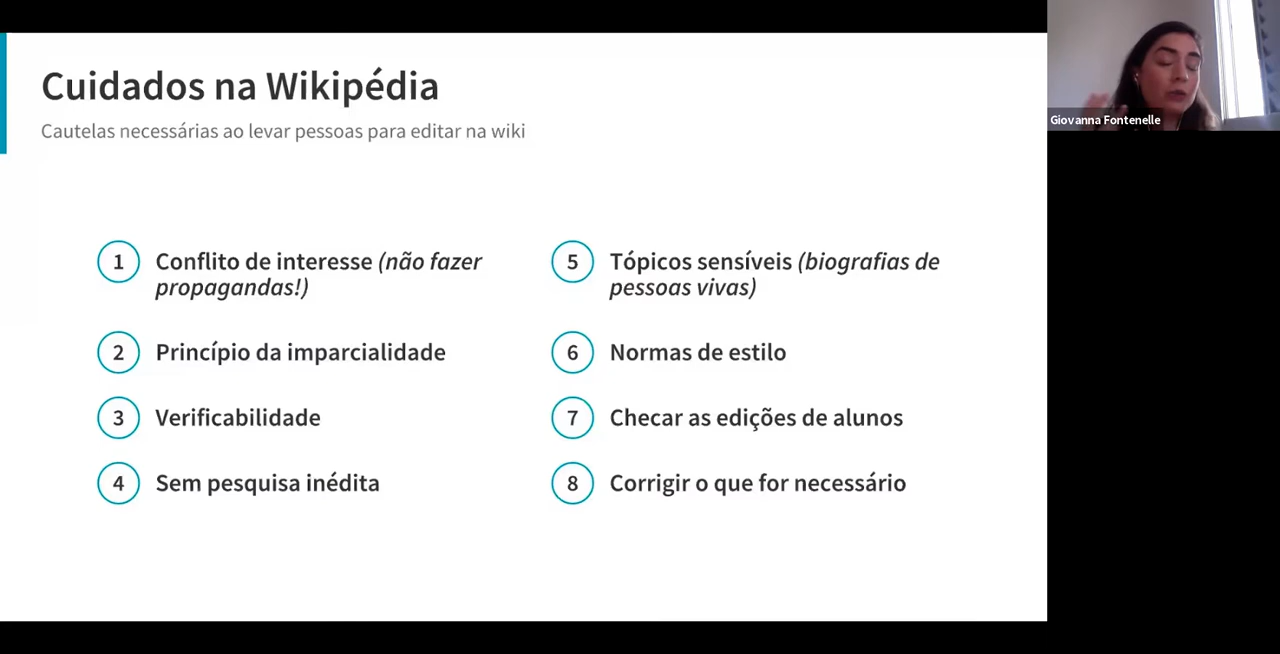 Cuidados na Wikipédia
Cautelas necessárias ao levar pessoas para editar na wiki
1 Conflito de interesse (não fazer
propagandas!)
2 Princípio da imparcialidade
3 Verificabilidade
4 Sem pesquisa inédita
5 Tópicos sensíveis (biografias de
pessoas vivas)
6 Normas de estilo
7 Checar as edições de alunos
8 Corrigir o que for necessário
Giovanna Fontenelle